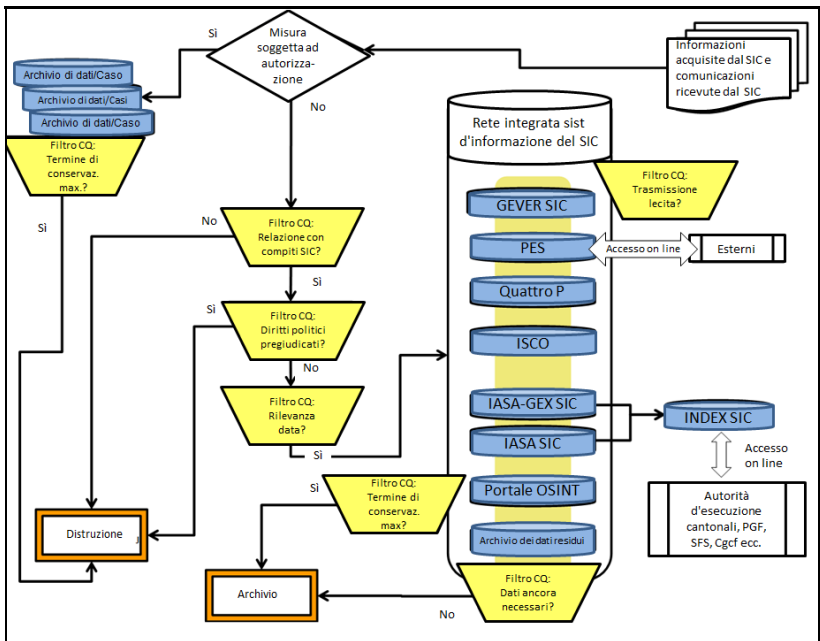 Sì
Misura
soggetta ad
autorizza-
zione
No
Informazioni
acquisite dal SIC e
comunicazioni
ricevute dal SIC
Archivio di dati/Caso
Archivio di dati/Casi
Archivio di dati/Caso
Filtro CQ:
Termine di
conservaz.
max.?
Sì
Rete integrata sist
d'informazione del SIC
Filtro CQ:
Trasmissione
lecita?
GEVER SIC
PES
Accesso on line
Esterni
Quattro P
ISCO
IASA-GEX SIC
IASA SIC
INDEX SIC
Accesso
on line
Autorità
d'esecuzione
cantonali, PGF,
SFS, Cgcf ecc.
Portale OSINT
Archivio dei dati residui
Filtro CQ:
Dati ancora
necessari?
No
No
Filtro CQ:
Relazione con
compiti SIC?
Sì
Sì
Filtro CQ:
Diritti politici
pregiudicati?
No
Filtro CQ:
Rilevanza
data?
Sì
Sì
Filtro CQ:
Termine di
conservaz.
max?
Distruzione
Archivio